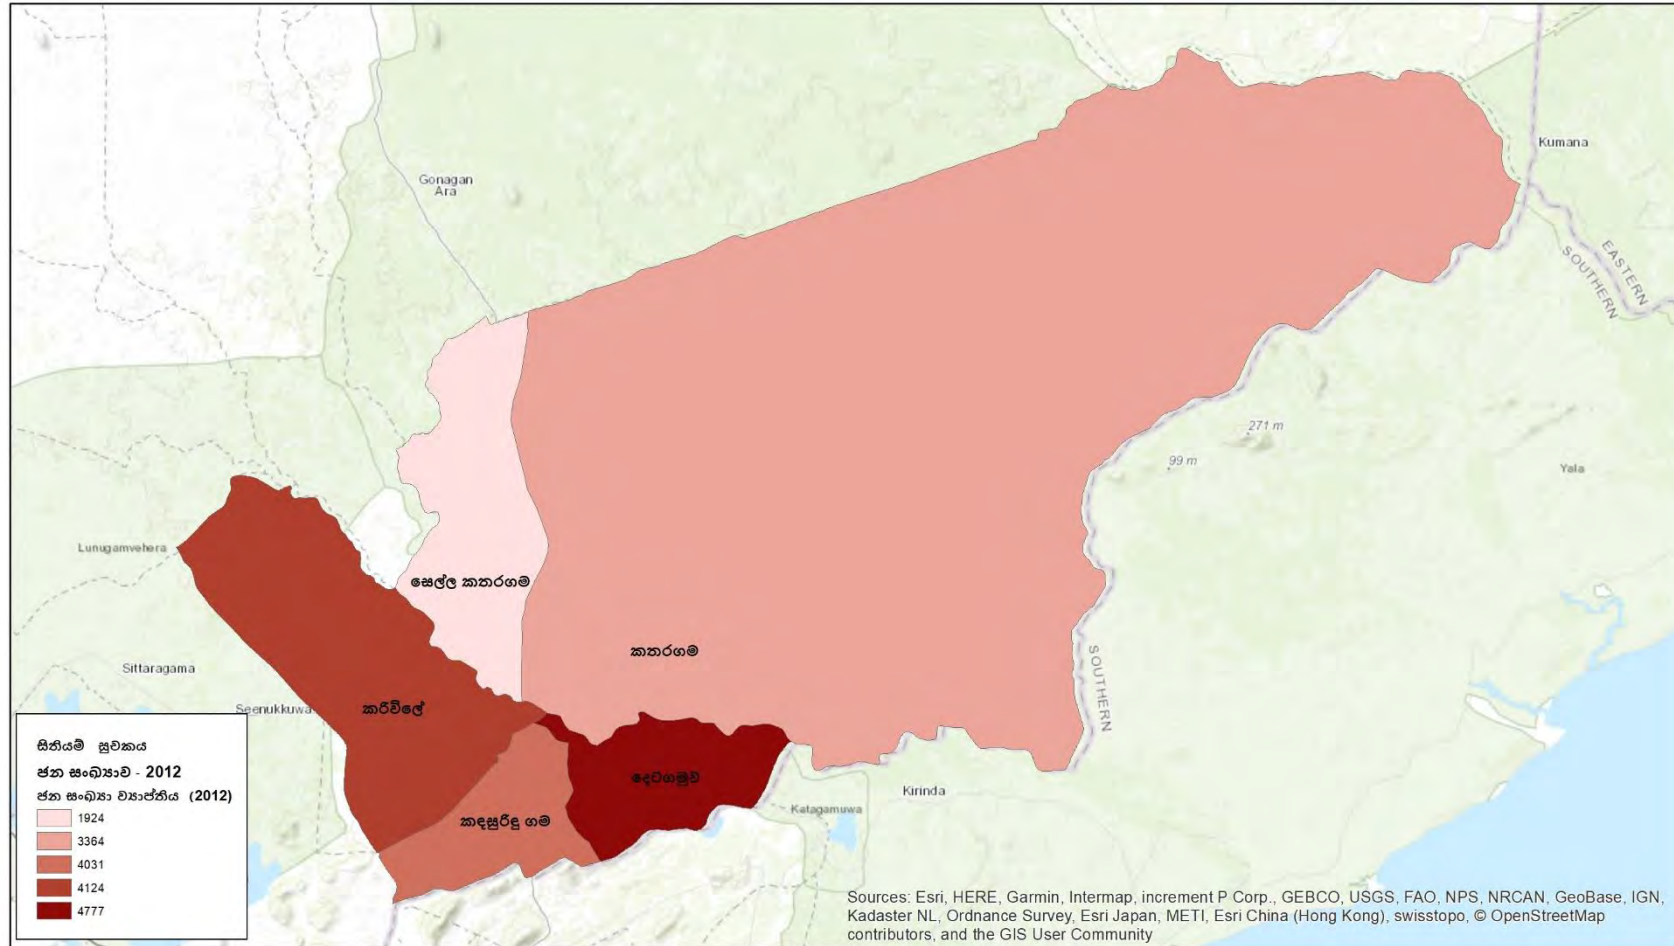 Kumana
Gonagan
Ara
EASTERN
SOUTHERN
271 m
99 m
Yala
Lunugamvehera
සෙල්ල කතරගම
කතරගම
SOUTHERN
Sittaragama
Seenukkuwa
කරවිලේ
දෙටගමුව
කඳසුරිඳු ගම
Katagamuwa
Kirinda
සිතියම් සුචකය
ජන සංඛ්‍යාව - 2012
ජන සංඛ්‍යා ව්‍යාප්තිය (2012)
1924
3364
4031
4124
4777
Sources: Esri, HERE, Garmin, Intermap, increment P Corp., GEBCO, USGS, FAO, NPS, NRCAN, GeoBase, IGN,
Kadaster NL, Ordnance Survey, Esri Japan, METI, Esri China (Hong Kong), swisstopo, © OpenStreetMap
contributors, and the GIS User Community